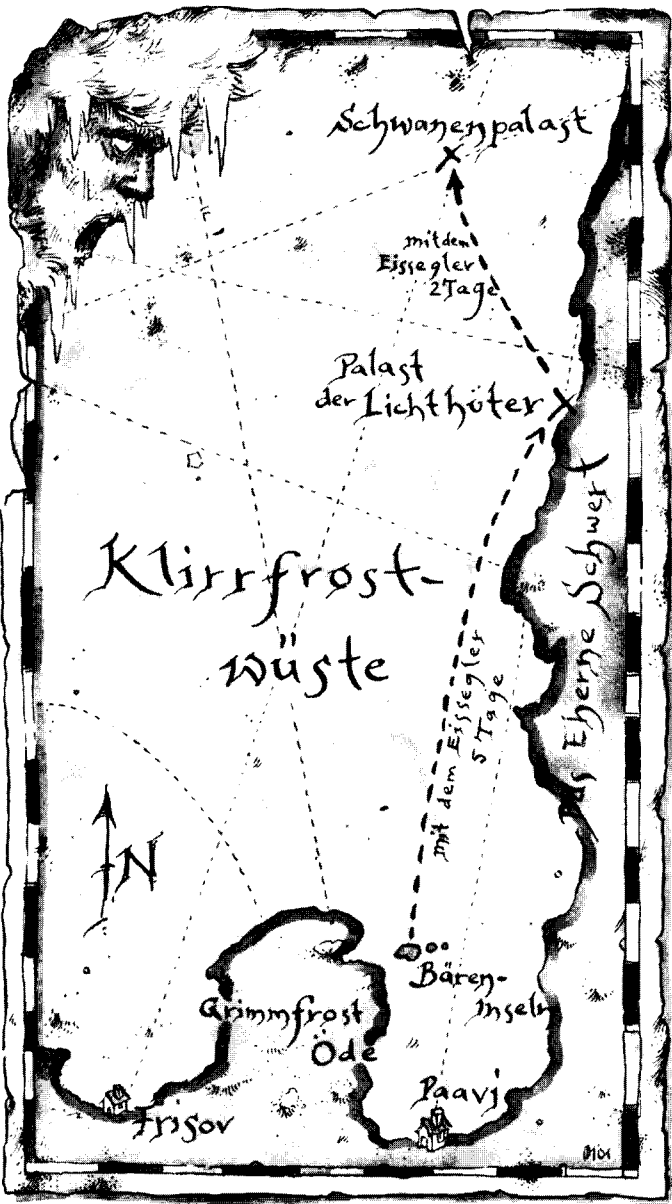 Schwanenpalast
mit dem
Eissegler
2 Tage
Palast
der Lichthüter
Klirrfrost-
wüste
Das Eherne Schwert
mit dem Eissegler
5 Tage
N
Bären-
inseln
Grimmfrost
Öde
Paavi
Frisov